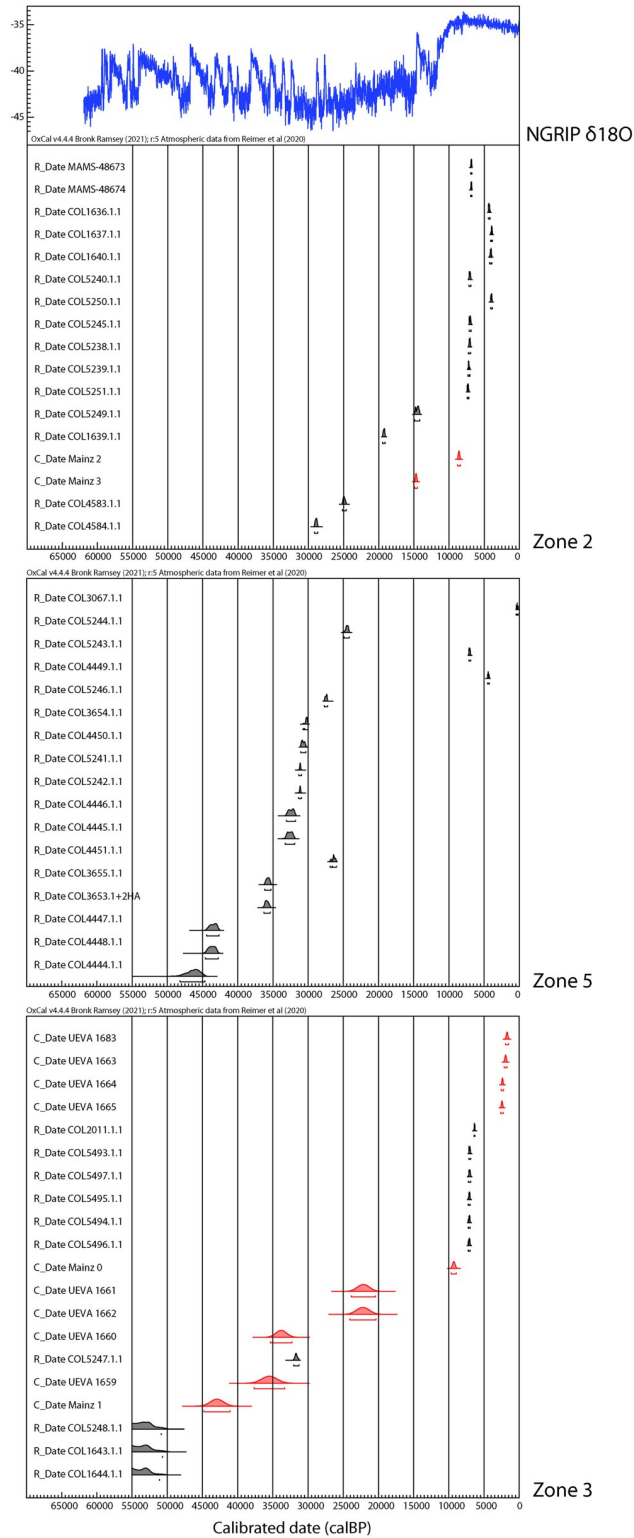 -35
-40
-45
NGRIP δ18O
OxCal v4.4.4 Bronk Ramsey (2021); r:5 Atmospheric data from Reimer et al (2020)
R_Date MAMS-48673
R_Date MAMS-48674
R_Date COL1636.1.1
R_Date COL1637.1.1
R_Date COL1640.1.1
R_Date COL5240.1.1
R_Date COL5250.1.1
R_Date COL5245.1.1
R_Date COL5238.1.1
R_Date COL5239.1.1
R_Date COL5251.1.1
R_Date COL5249.1.1
R_Date COL1639.1.1
C_Date Mainz 2
C_Date Mainz 3
R_Date COL4583.1.1
R_Date COL4584.1.1
65000 60000 55000 50000 45000 40000 35000 30000 25000 20000 15000 10000 5000 0
Zone 2
OxCal v4.4.4 Bronk Ramsey (2021); r:5 Atmospheric data from Reimer et al (2020)
R_Date COL3067.1.1
R_Date COL5244.1.1
R_Date COL5243.1.1
R_Date COL4449.1.1
R_Date COL5246.1.1
R_Date COL3654.1.1
R_Date COL4450.1.1
R_Date COL5241.1.1
R_Date COL5242.1.1
R_Date COL4446.1.1
R_Date COL4445.1.1
R_Date COL4451.1.1
R_Date COL3655.1.1
R_Date COL3653.1+2HA
R_Date COL4447.1.1
R_Date COL4448.1.1
R_Date COL4444.1.1
65000 60000 55000 50000 45000 40000 35000 30000 25000 20000 15000 10000 5000 0
Zone 5
OxCal v4.4.4 Bronk Ramsey (2021); r:5 Atmospheric data from Reimer et al (2020)
C_Date UEVA 1683
C_Date UEVA 1663
C_Date UEVA 1664
C_Date UEVA 1665
R_Date COL2011.1.1
R_Date COL5493.1.1
R_Date COL5497.1.1
R_Date COL5495.1.1
R_Date COL5494.1.1
R_Date COL5496.1.1
C_Date Mainz 0
C_Date UEVA 1661
C_Date UEVA 1662
C_Date UEVA 1660
R_Date COL5247.1.1
C_Date UEVA 1659
C_Date Mainz 1
R_Date COL5248.1.1
R_Date COL1643.1.1
R_Date COL1644.1.1
Zone 3
65000 60000 55000 50000 45000 40000 35000 30000 25000 20000 15000 10000 5000 0
Calibrated date (calBP)